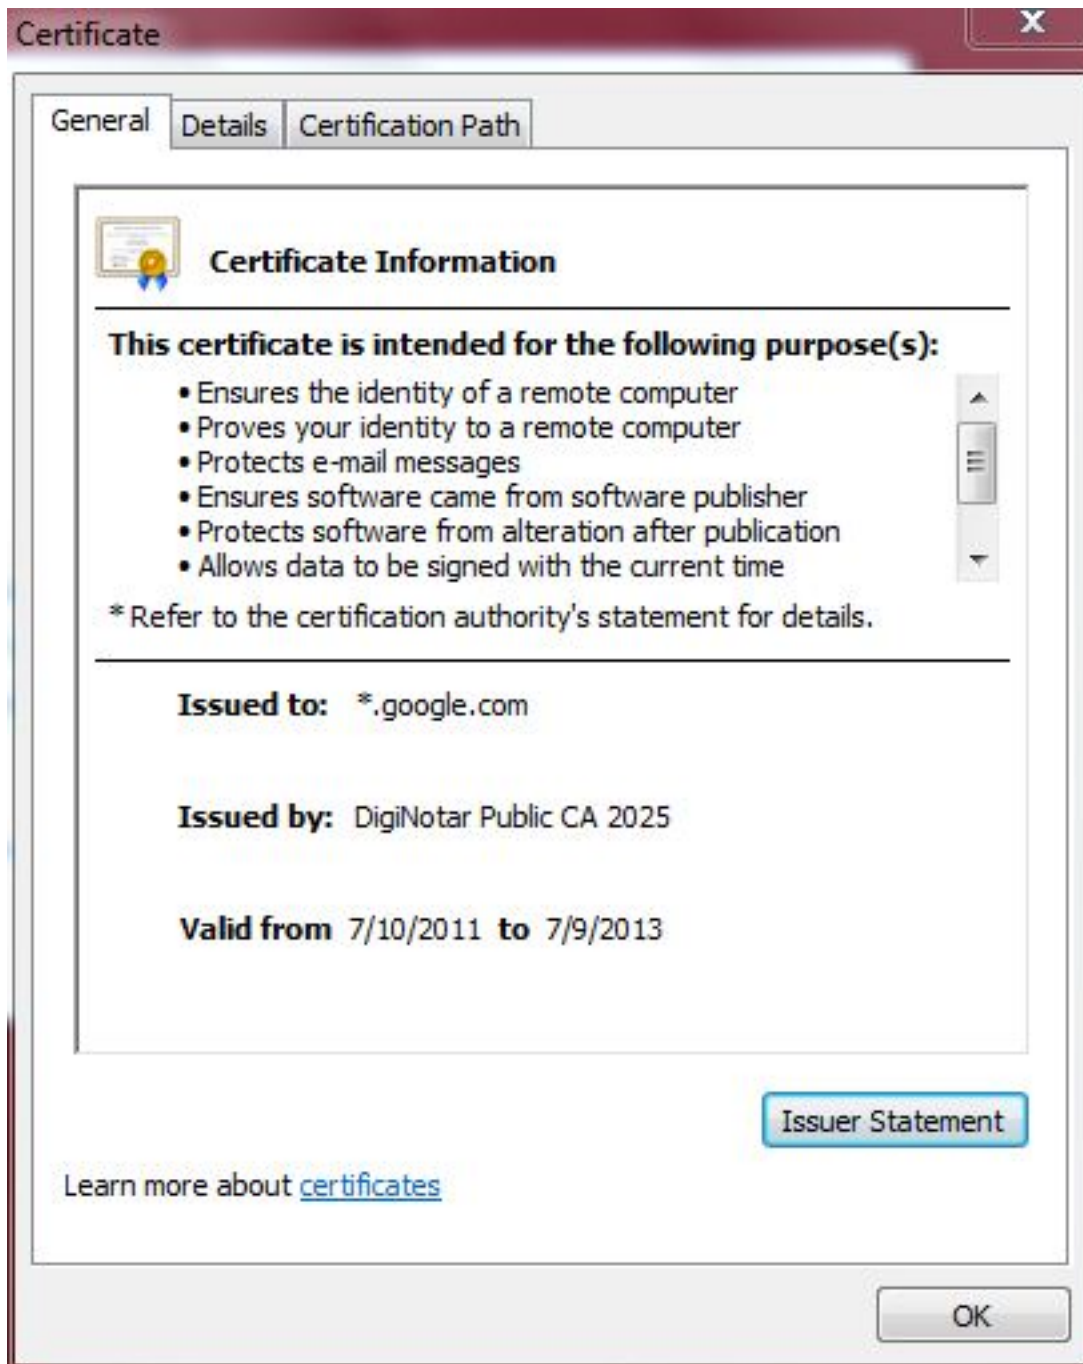 Certificate
X
General Details Certification Path
Certificate Information
This certificate is intended for the following purpose(s):
• Ensures the identity of a remote computer
• Proves your identity to a remote computer
• Protects e-mail messages
• Ensures software came from software publisher
• Protects software from alteration after publication
• Allows data to be signed with the current time
* Refer to the certification authority's statement for details.
Issued to: *.google.com
Issued by: DigiNotar Public CA 2025
Valid from 7/10/2011 to 7/9/2013
Issuer Statement
Learn more about certificates
OK